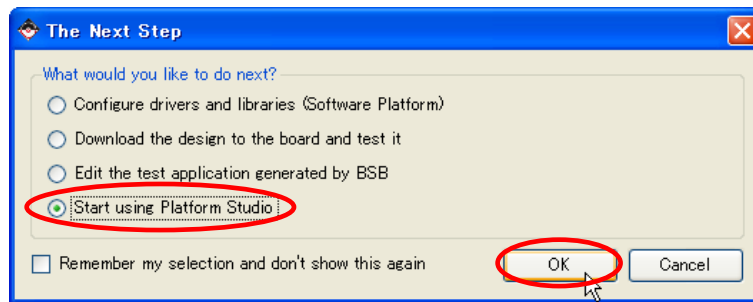 The Next Step
What would you like to do next?
Configure drivers and libraries (Software Platform)
Download the design to the board and test it
Edit the test application generated by BSB
Start using Platform Studio
Remember my selection and don't show this again
OK
Cancel